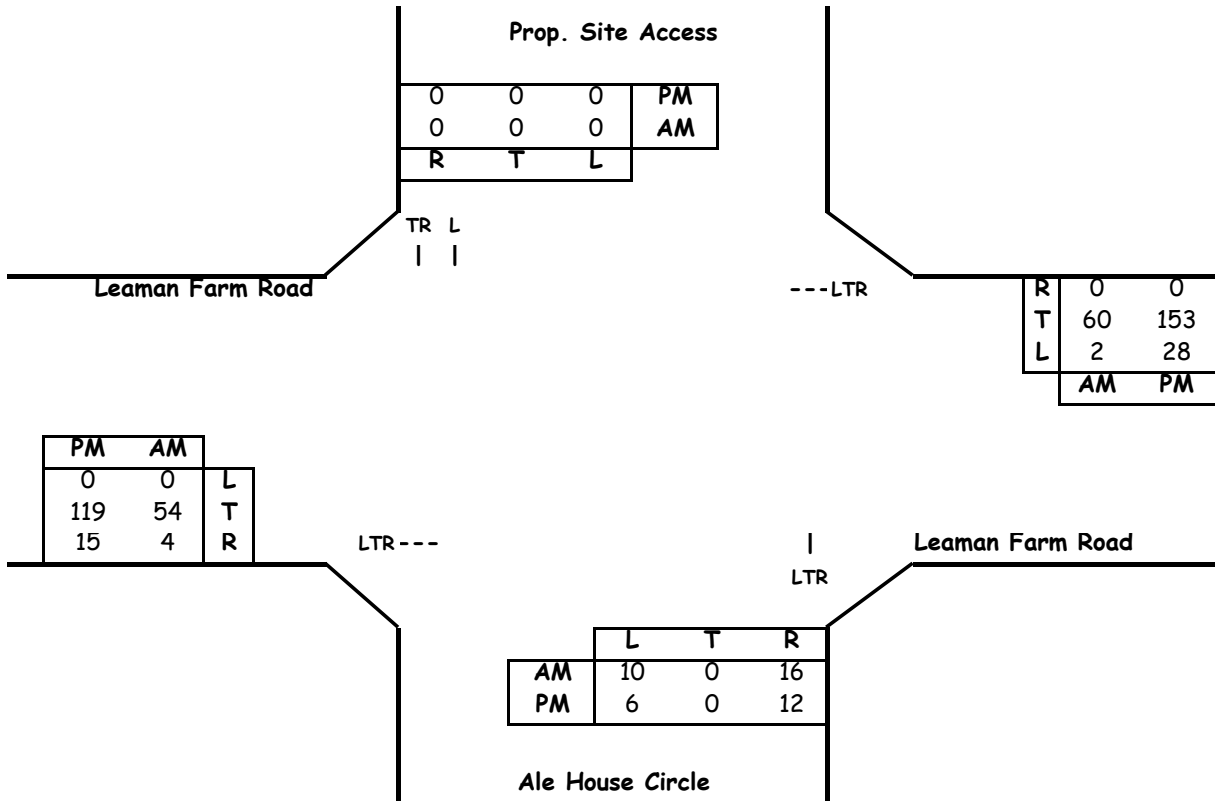 Prop. Site Access
0 0 0 PM
0 0 0 AM
R T L
TR L
| |
Leaman Farm Road
---LTR
R 0 0
T 60 153
L 2 28
AM PM
PM AM
0 0 L
119 54 T
15 4 R
LTR---
|
LTR
Leaman Farm Road
L T R
AM 10 0 16
PM 6 0 12
Ale House Circle